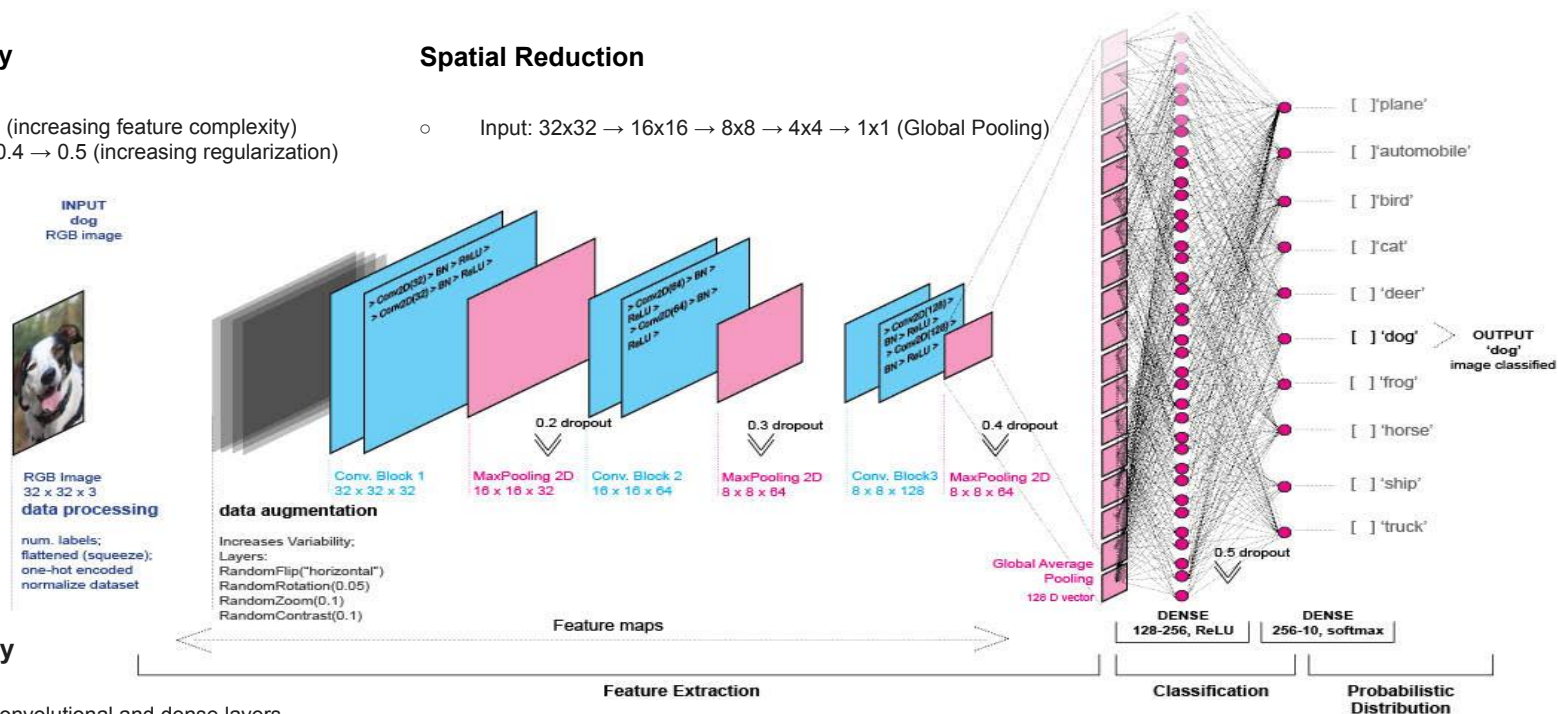 y
(increasing feature complexity)
0.4 → 0.5 (increasing regularization)
Spatial Reduction
○ Input: 32x32 → 16x16 → 8x8 → 4x4 → 1x1 (Global Pooling)
INPUT
dog
RGB image
RGB Image
32 x 32 x 3
data processing
num. labels;
flattened (squeeze);
one-hot encoded
normalize dataset
data augmentation
Increases Variability;
Layers:
RandomFlip("horizontal")
RandomRotation(0.05)
RandomZoom(0.1)
RandomContrast(0.1)
> Conv2D(32) > BN > ReLU >
> Conv2D(32) > BN > ReLU >
Conv. Block 1
32 x 32 x 32
0.2 dropout
MaxPooling 2D
16 x 16 x 32
> Conv2D(64) > BN >
ReLU >
> Conv2D(64) > BN >
ReLU >
Conv. Block 2
16 x 16 x 64
0.3 dropout
MaxPooling 2D
8 x 8 x 64
> Conv2D(128) >
BN > ReLU >
> Conv2D(128) >
BN > ReLU >
Conv. Block3
8 x 8 x 128
0.4 dropout
MaxPooling 2D
8 x 8 x 64
Global Average
Pooling
128 D vector
0.5 dropout
DENSE
128-256, ReLU
DENSE
256-10, softmax
[ ]'plane'
[ ]'automobile'
[ ]'bird'
[ ]'cat'
[ ]'deer'
[ ] 'dog'
[ ]'frog'
[ ]'horse'
[ ]'ship'
[ ] 'truck'
OUTPUT
'dog'
image classified
Feature maps
Feature Extraction
Classification
Probabilistic
Distribution
y
onvolutional and dense layers